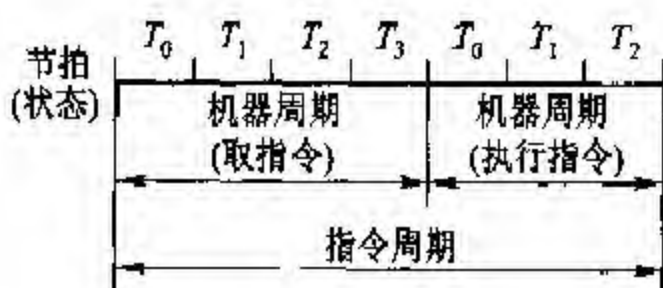 T₀ T₁ T₂ T₃ T₀ T₁ T₂
节拍
(状态)
机器周期 机器周期
(取指令) (执行指令)
指令周期